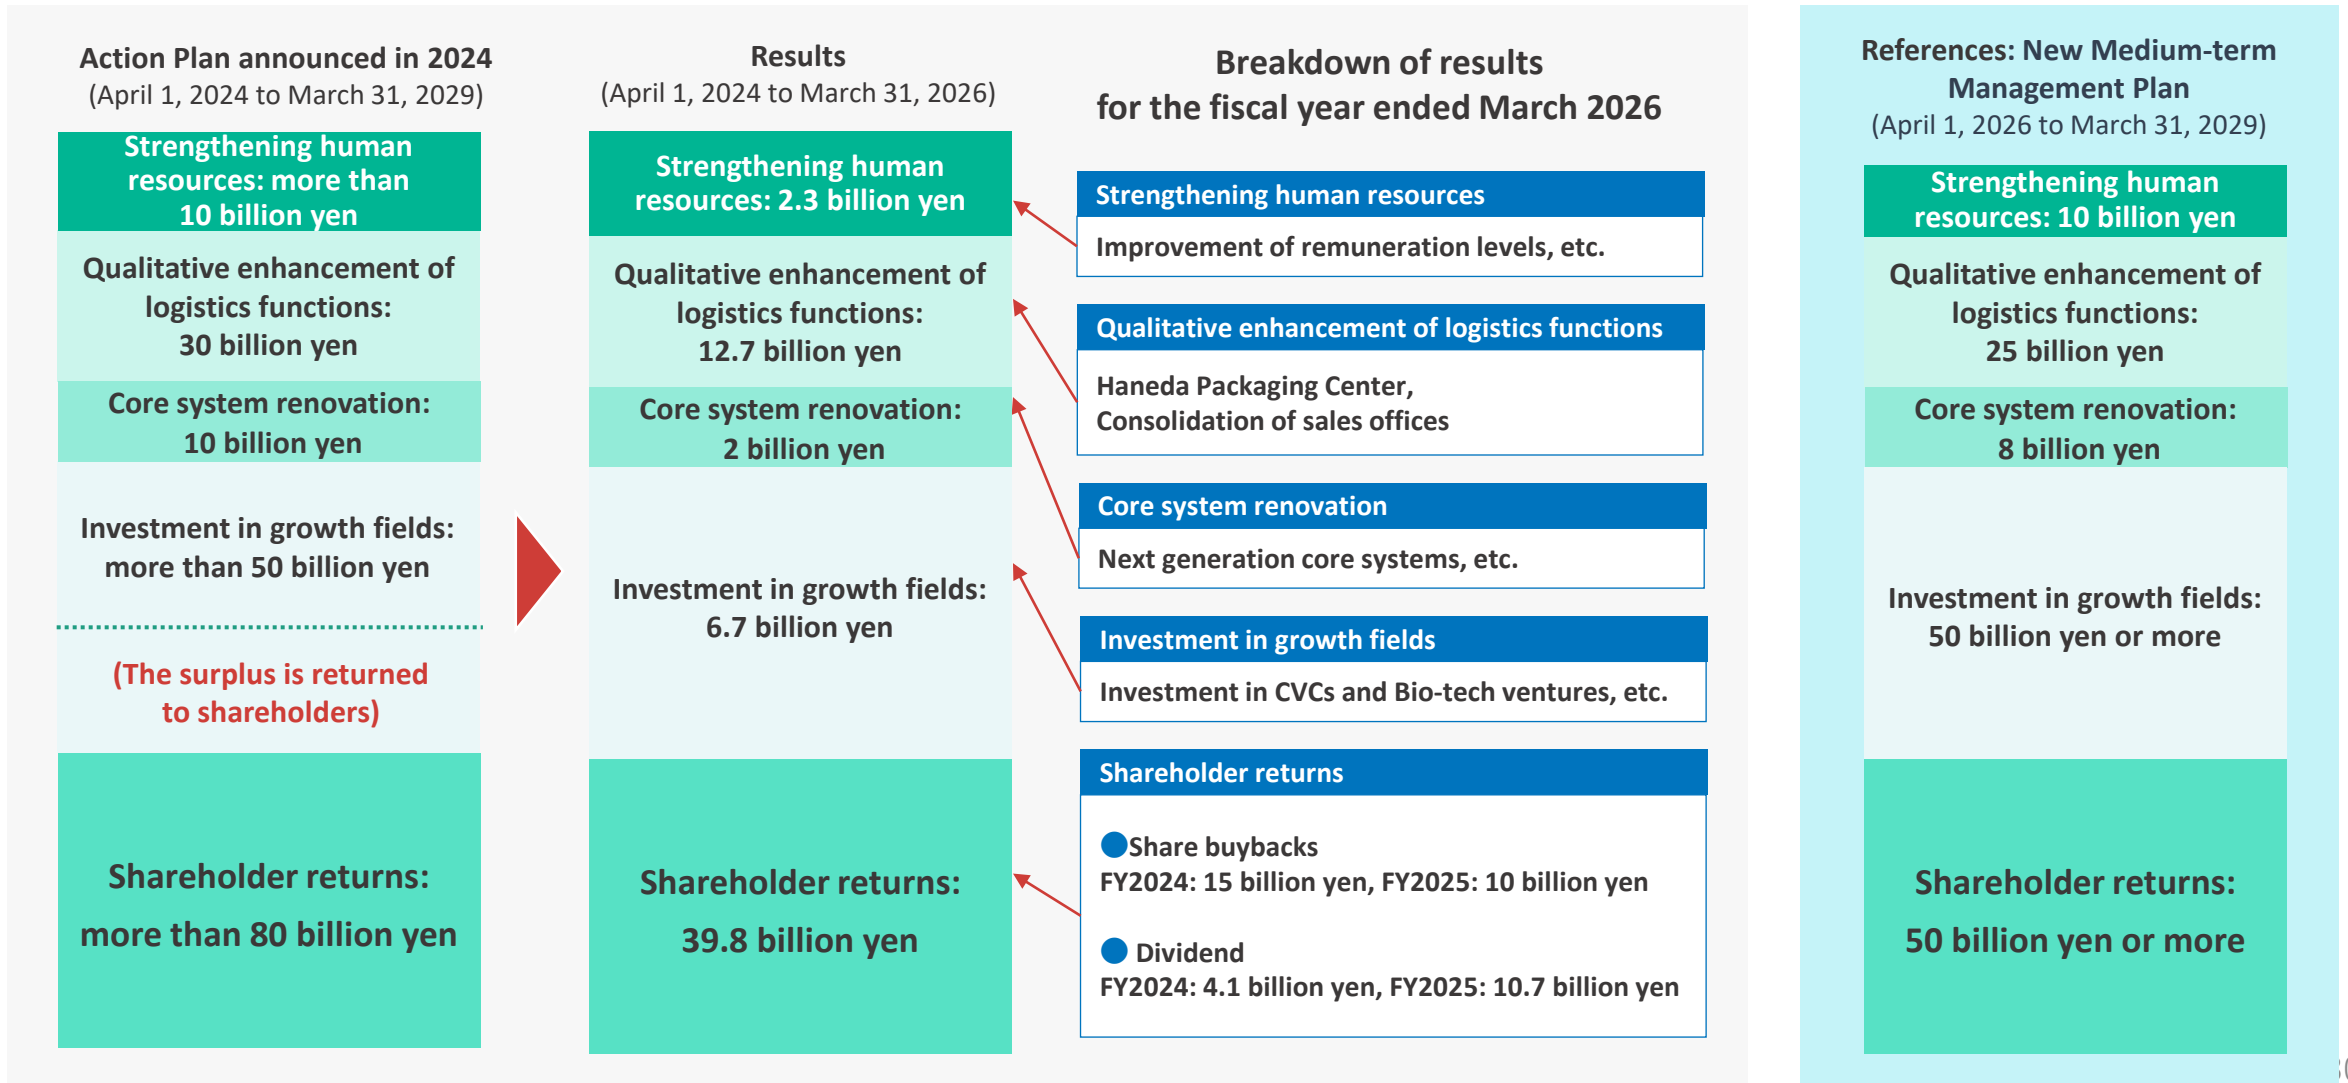 Action Plan announced in 2024
(April 1, 2024 to March 31, 2029)
Strengthening human
resources: more than
10 billion yen
Qualitative enhancement of
logistics functions:
30 billion yen
Core system renovation:
10 billion yen
Investment in growth fields:
more than 50 billion yen
(The surplus is returned
to shareholders)
Shareholder returns:
more than 80 billion yen
Results
(April 1, 2024 to March 31, 2026)
Strengthening human
resources: 2.3 billion yen
Qualitative enhancement of
logistics functions:
12.7 billion yen
Core system renovation:
2 billion yen
Investment in growth fields:
6.7 billion yen
Shareholder returns:
39.8 billion yen
Breakdown of results
for the fiscal year ended March 2026
Strengthening human resources
Improvement of remuneration levels, etc.
Qualitative enhancement of logistics functions
Haneda Packaging Center,
Consolidation of sales offices
Core system renovation
Next generation core systems, etc.
Investment in growth fields
Investment in CVCs and Bio-tech ventures, etc.
Shareholder returns
●Share buybacks
FY2024: 15 billion yen, FY2025: 10 billion yen
● Dividend
FY2024: 4.1 billion yen, FY2025: 10.7 billion yen
References: New Medium-term
Management Plan
(April 1, 2026 to March 31, 2029)
Strengthening human
resources: 10 billion yen
Qualitative enhancement of
logistics functions:
25 billion yen
Core system renovation:
8 billion yen
Investment in growth fields:
50 billion yen or more
Shareholder returns:
50 billion yen or more